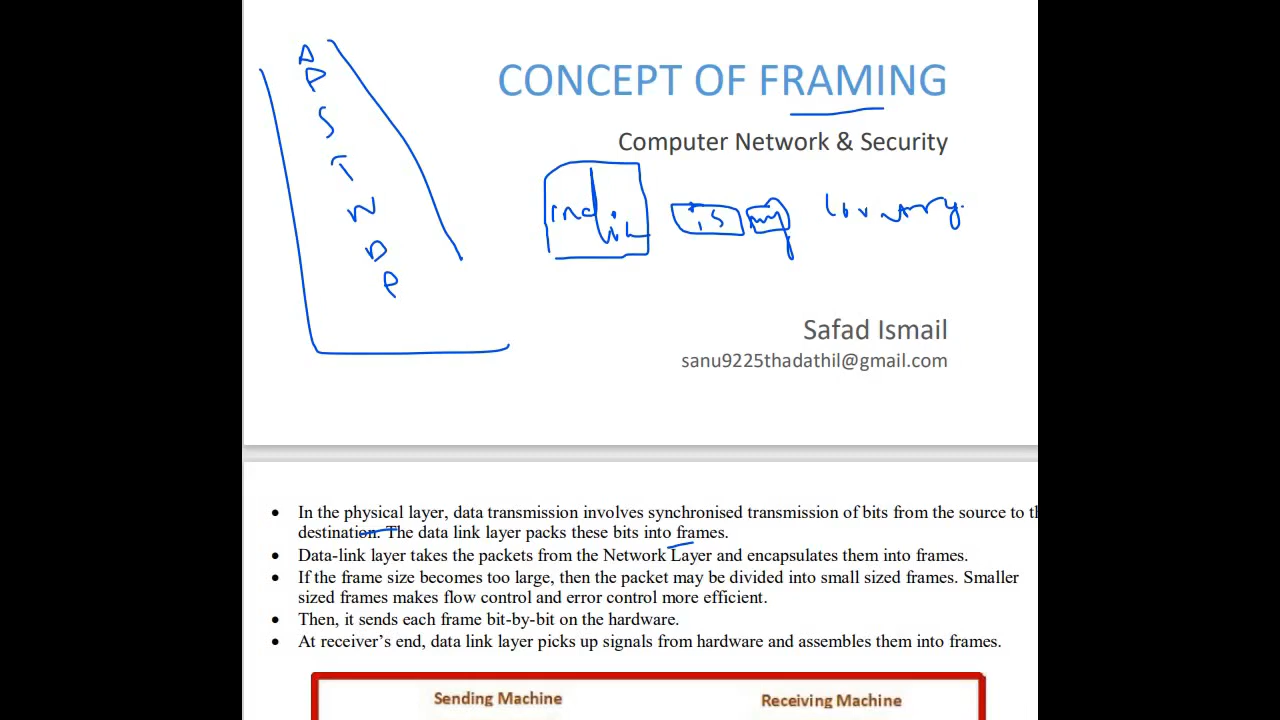 A
P
S
T
N
D
P
CONCEPT OF FRAMING
Computer Network & Security
is my
Safad Ismail
sanu9225thadathil@gmail.com
• In the physical layer, data transmission involves synchronised transmission of bits from the source to th
destination. The data link layer packs these bits into frames.
• Data-link layer takes the packets from the Network Layer and encapsulates them into frames.
• If the frame size becomes too large, then the packet may be divided into small sized frames. Smaller
sized frames makes flow control and error control more efficient.
• Then, it sends each frame bit-by-bit on the hardware.
• At receiver's end, data link layer picks up signals from hardware and assembles them into frames.
Sending Machine Receiving Machine